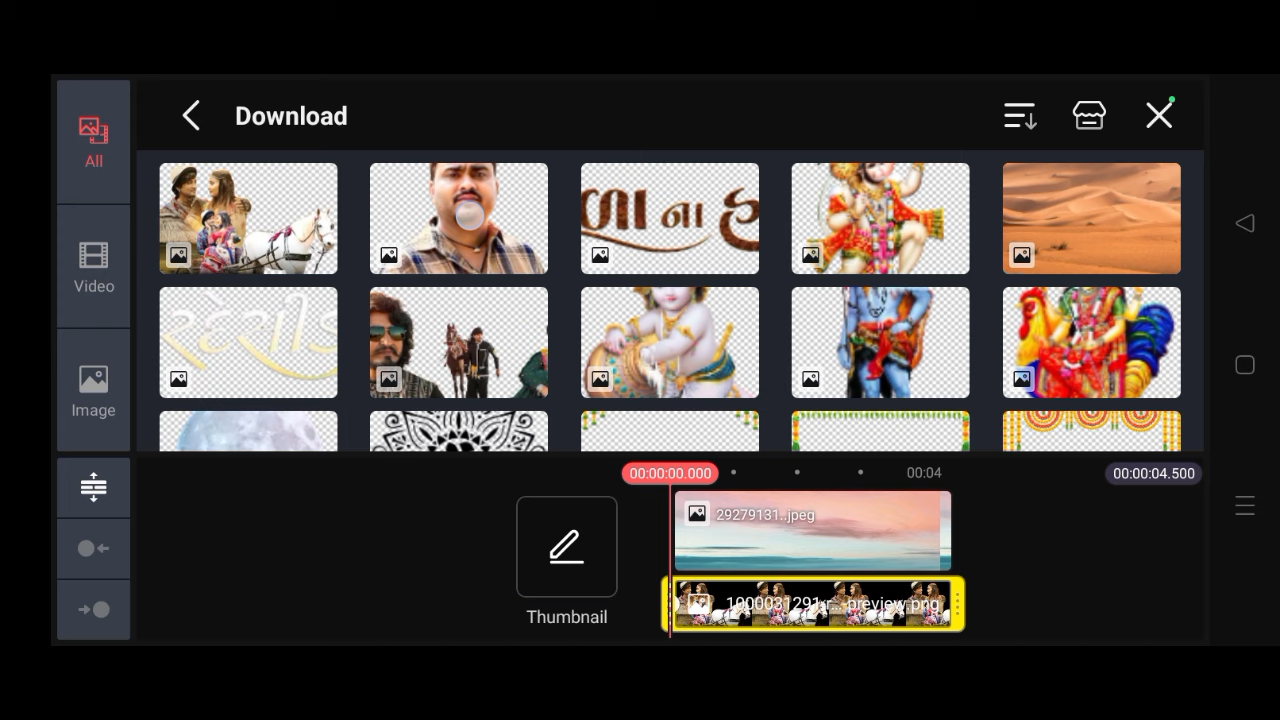 Download
All
Video
Image
ળા ના હ
00:00:00.000
00:04
00:00:04.500
29279131..jpeg
Thumbnail